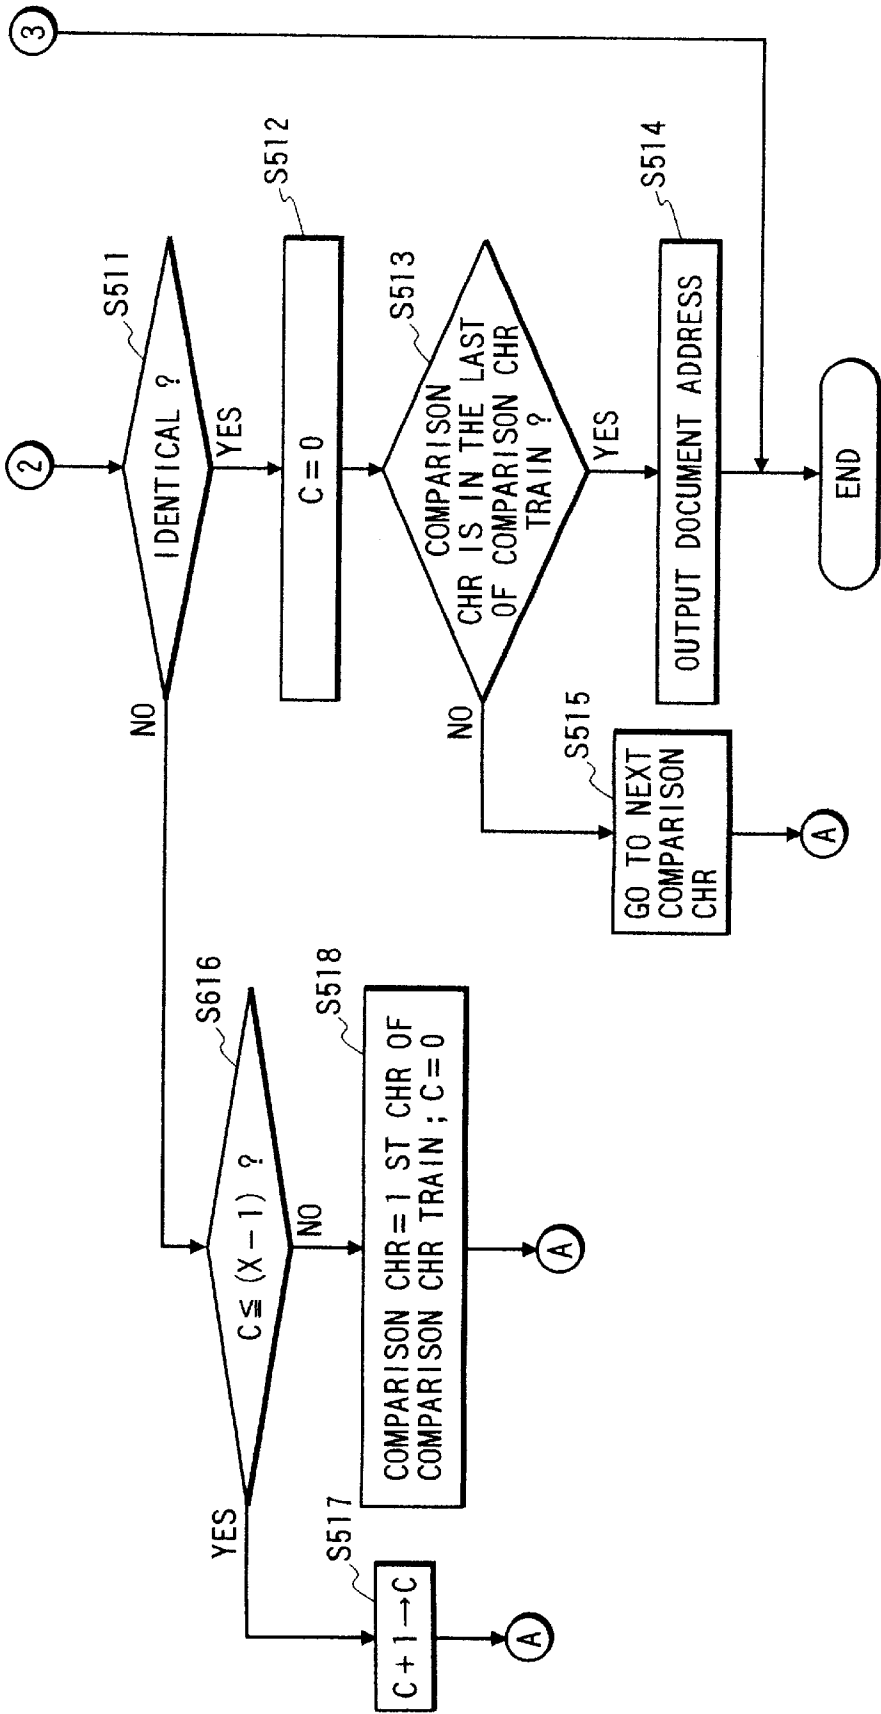 2
3
S511
IDENTICAL ?
YES
NO
S512
C=0
S616
C≦(X-1) ?
YES
NO
S513
COMPARISON
CHR IS IN THE LAST
OF COMPARISON CHR
TRAIN ?
YES
NO
S517
C+1→C
A
S518
COMPARISON CHR=1 ST CHR OF
COMPARISON CHR TRAIN ; C=0
A
S515
GO TO NEXT
COMPARISON
CHR
A
S514
OUTPUT DOCUMENT ADDRESS
END